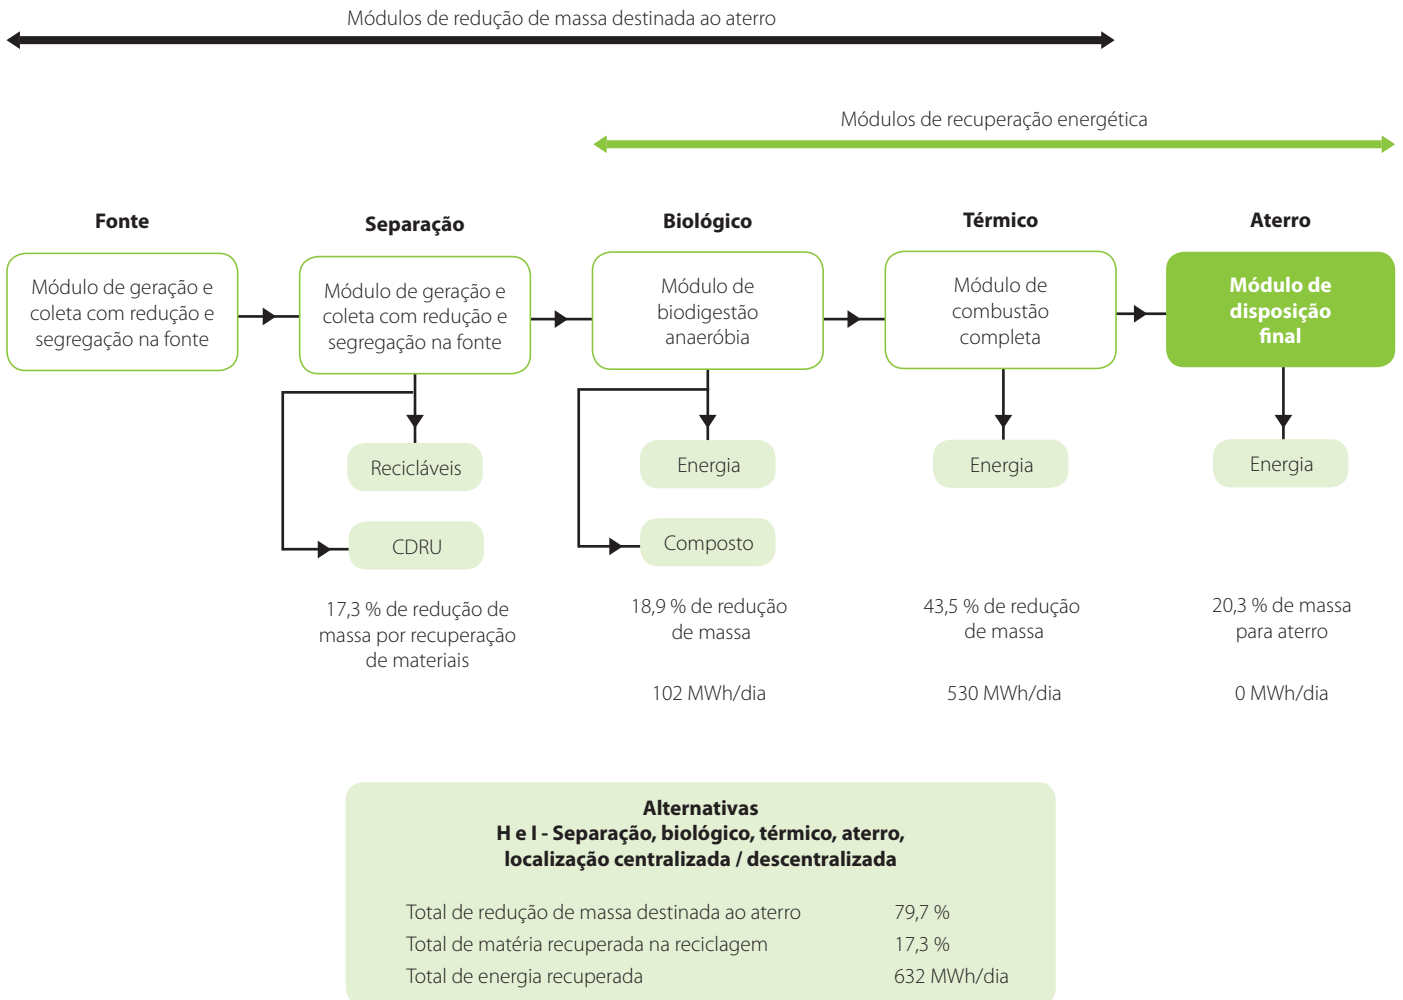 Módulos de redução de massa destinada ao aterro
Módulos de recuperação energética
Fonte
Separação
Biológico
Térmico
Aterro
Módulo de geração e
coleta com redução e
segregação na fonte
Módulo de geração e
coleta com redução e
segregação na fonte
Módulo de
biodigestão
anaeróbia
Módulo de
combustão
completa
Módulo de
disposição
final
Recicláveis
CDRU
Energia
Composto
Energia
Energia
17,3 % de redução de
massa por recuperação
de materiais
18,9 % de redução
de massa
102 MWh/dia
43,5 % de redução
de massa
530 MWh/dia
20,3 % de massa
para aterro
0 MWh/dia
Alternativas
H e I - Separação, biológico, térmico, aterro,
localização centralizada / descentralizada
Total de redução de massa destinada ao aterro 79,7 %
Total de matéria recuperada na reciclagem 17,3 %
Total de energia recuperada 632 MWh/dia